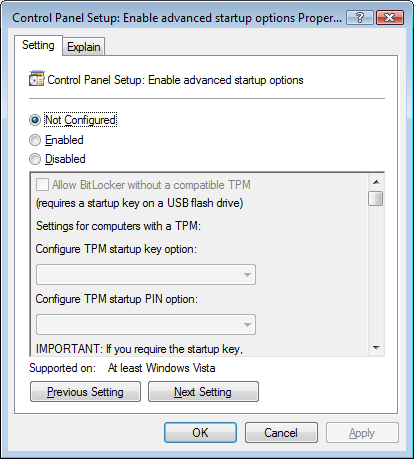 Control Panel Setup: Enable advanced startup options Proper...
Setting
Explain
Control Panel Setup: Enable advanced startup options
Not Configured
Enabled
Disabled
Allow BitLocker without a compatible TPM
(requires a startup key on a USB flash drive)
Settings for computers with a TPM:
Configure TPM startup key option:
Configure TPM startup PIN option:
IMPORTANT: If you require the startup key,
Supported on: At least Windows Vista
Previous Setting
Next Setting
OK
Cancel
Apply